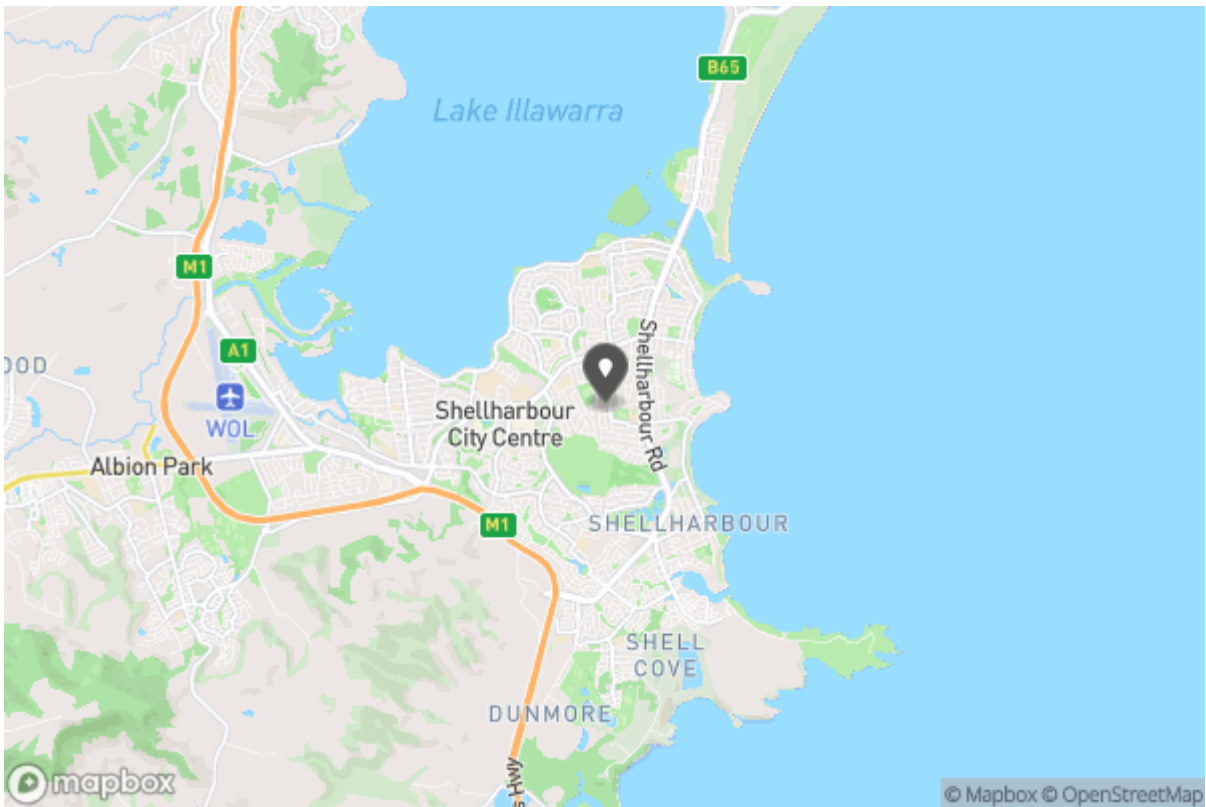 B65
Lake Illawarra
M1
A1
OOD
WOL
Shellharbour
City Centre
Shellharbour Rd
Albion Park
M1
SHELLHARBOUR
SHELL
COVE
DUNMORE
s Hwy
mapbox
© Mapbox © OpenStreetMap